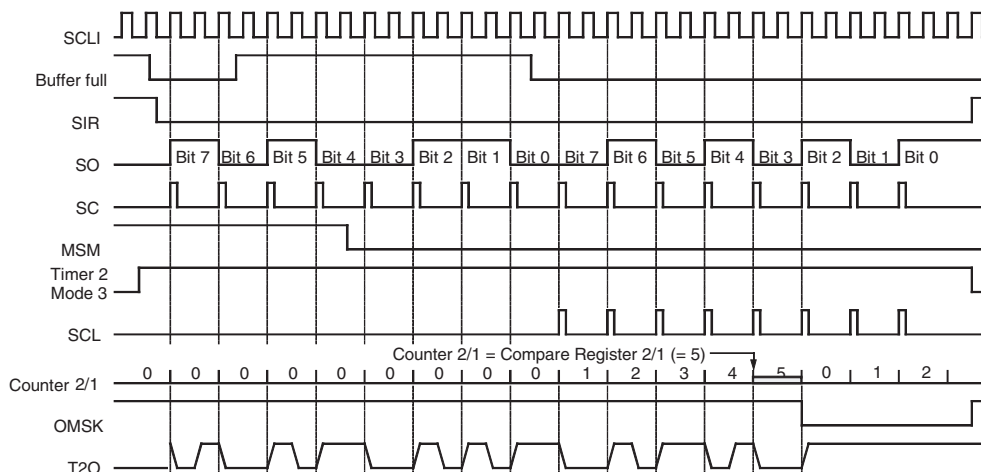 SCLI
Buffer full
SIR
SO Bit 7 Bit 6 Bit 5 Bit 4 Bit 3 Bit 2 Bit 1 Bit 0 Bit 7 Bit 6 Bit 5 Bit 4 Bit 3 Bit 2 Bit 1 Bit 0
SC
MSM
Timer 2
Mode 3
SCL
Counter 2/1 = Compare Register 2/1 (= 5)
Counter 2/1 0 0 0 0 0 0 0 0 1 2 3 4 5 0 1 2
OMSK
T2O